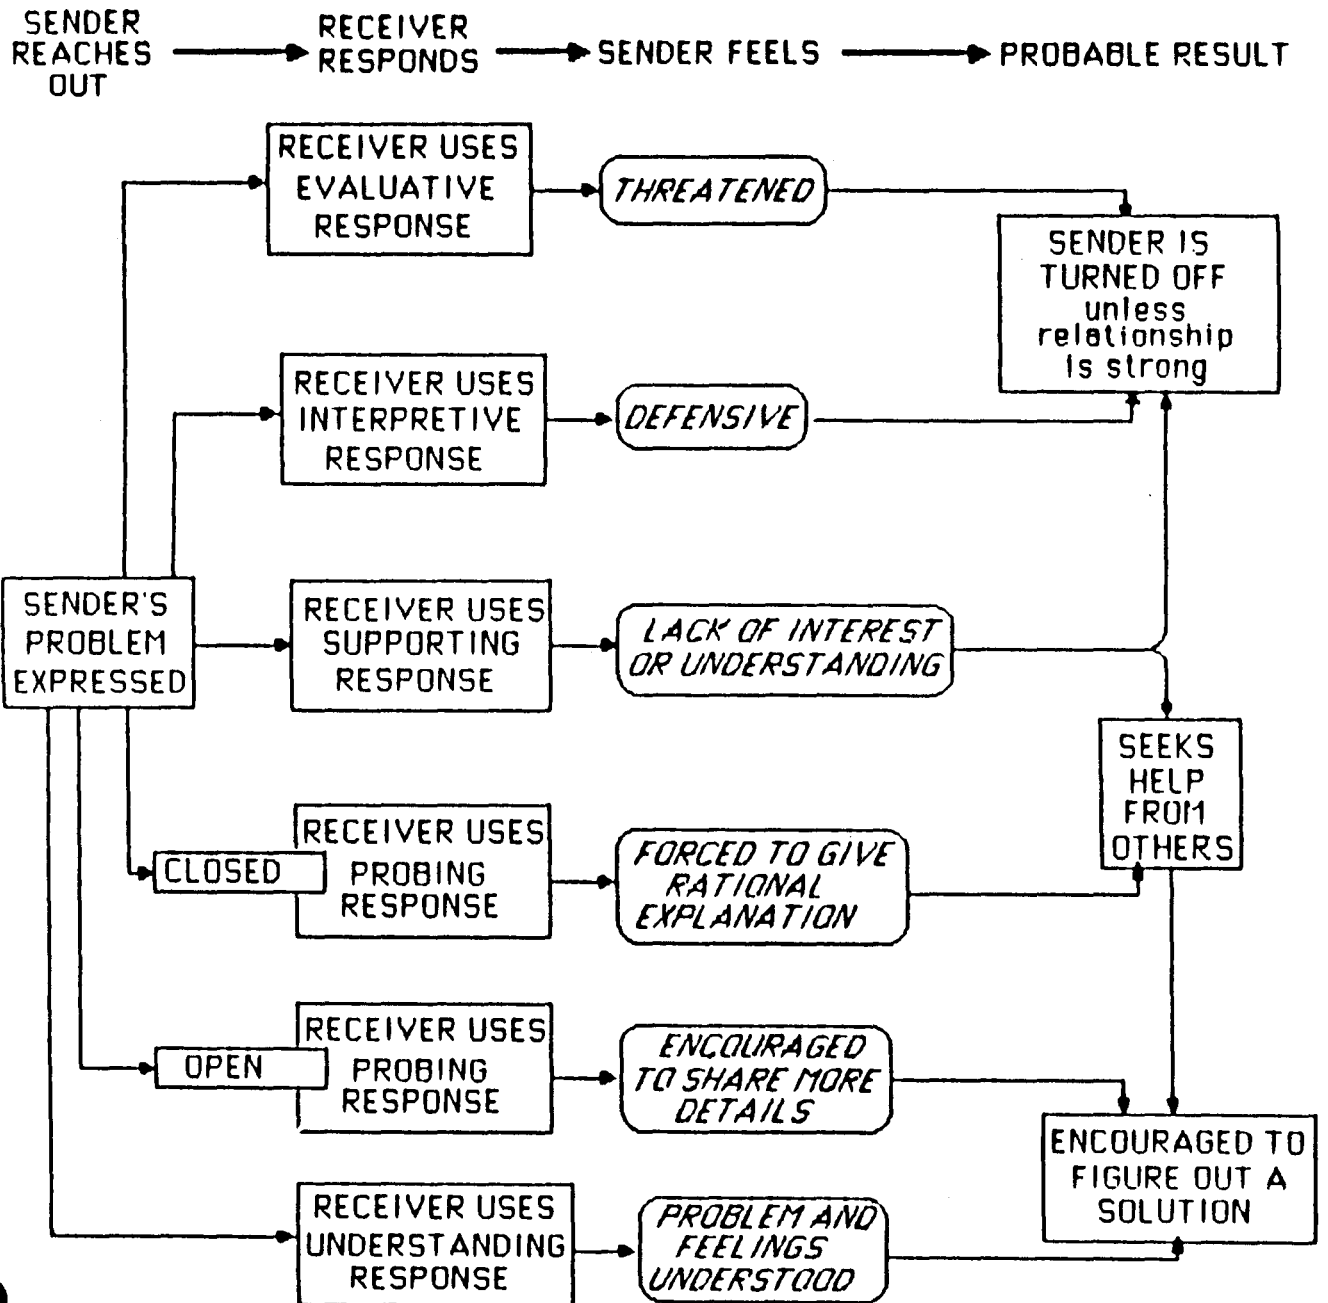 SENDER
REACHES
OUT
RECEIVER
RESPONDS
SENDER FEELS
PROBABLE RESULT
RECEIVER USES
EVALUATIVE
RESPONSE
THREATENED
SENDER IS
TURNED OFF
unless
relationship
is strong
RECEIVER USES
INTERPRETIVE
RESPONSE
DEFENSIVE
SENDER'S
PROBLEM
EXPRESSED
RECEIVER USES
SUPPORTING
RESPONSE
LACK OF INTEREST
OR UNDERSTANDING
SEEKS
HELP
FROM
OTHERS
CLOSED
RECEIVER USES
PROBING
RESPONSE
FORCED TO GIVE
RATIONAL
EXPLANATION
OPEN
RECEIVER USES
PROBING
RESPONSE
ENCOURAGED
TO SHARE MORE
DETAILS
ENCOURAGED TO
FIGURE OUT A
SOLUTION
RECEIVER USES
UNDERSTANDING
RESPONSE
PROBLEM AND
FEELINGS
UNDERSTOOD